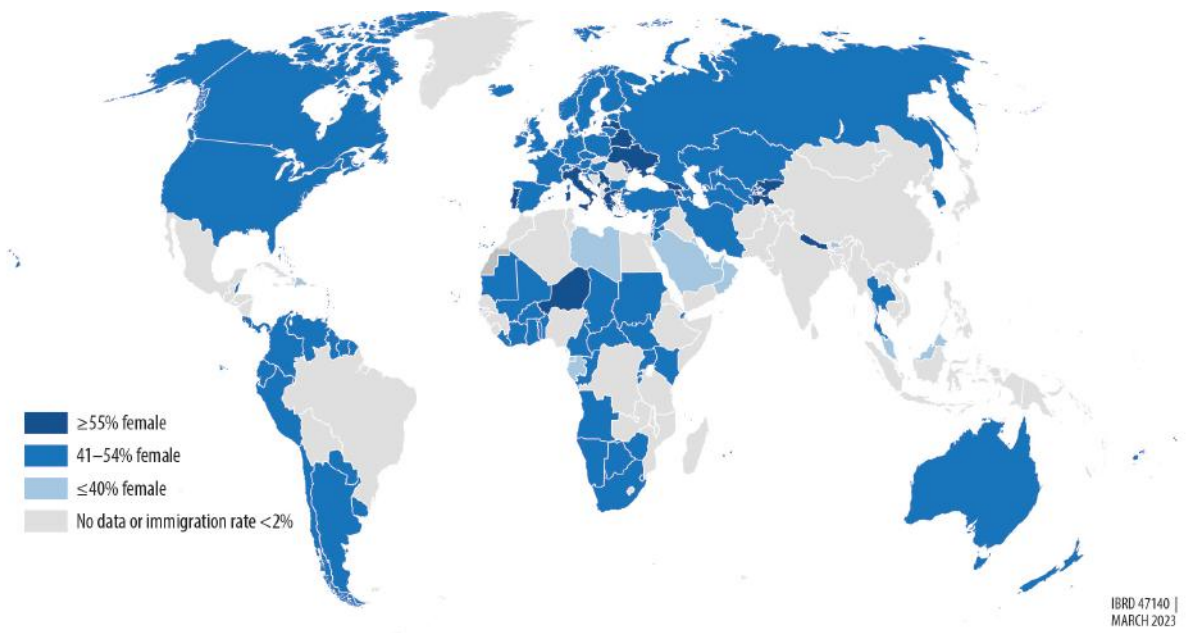 ≥55% female
41–54% female
≤40% female
No data or immigration rate <2%
IBRD 47140 |
MARCH 2023